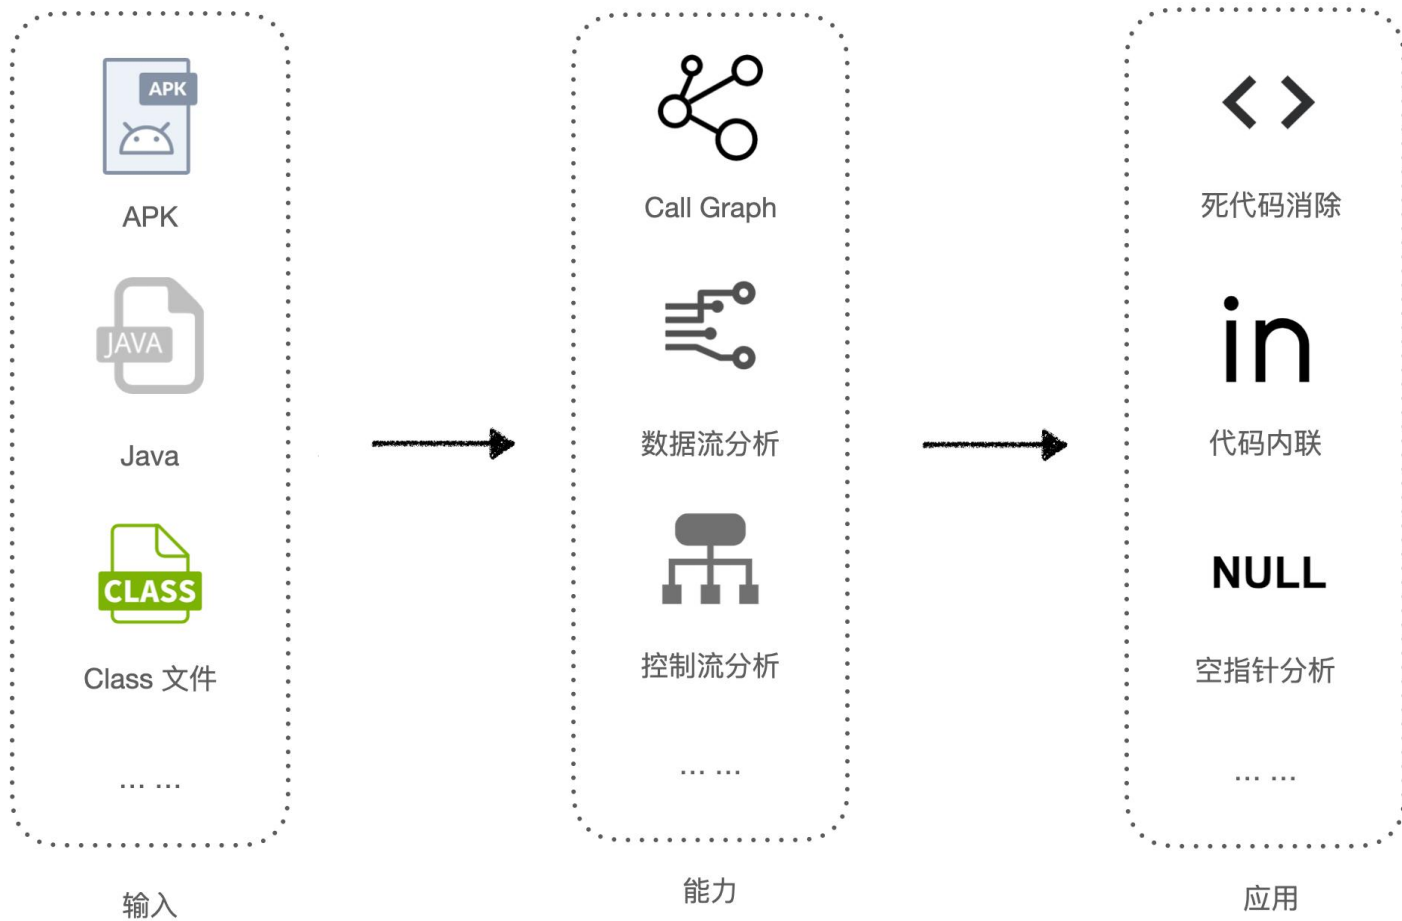 APK
APK
JAVA
Java
CLASS
Class 文件
... ...
输入
Call Graph
数据流分析
控制流分析
... ...
能力
死代码消除
in
代码内联
NULL
空指针分析
... ...
应用